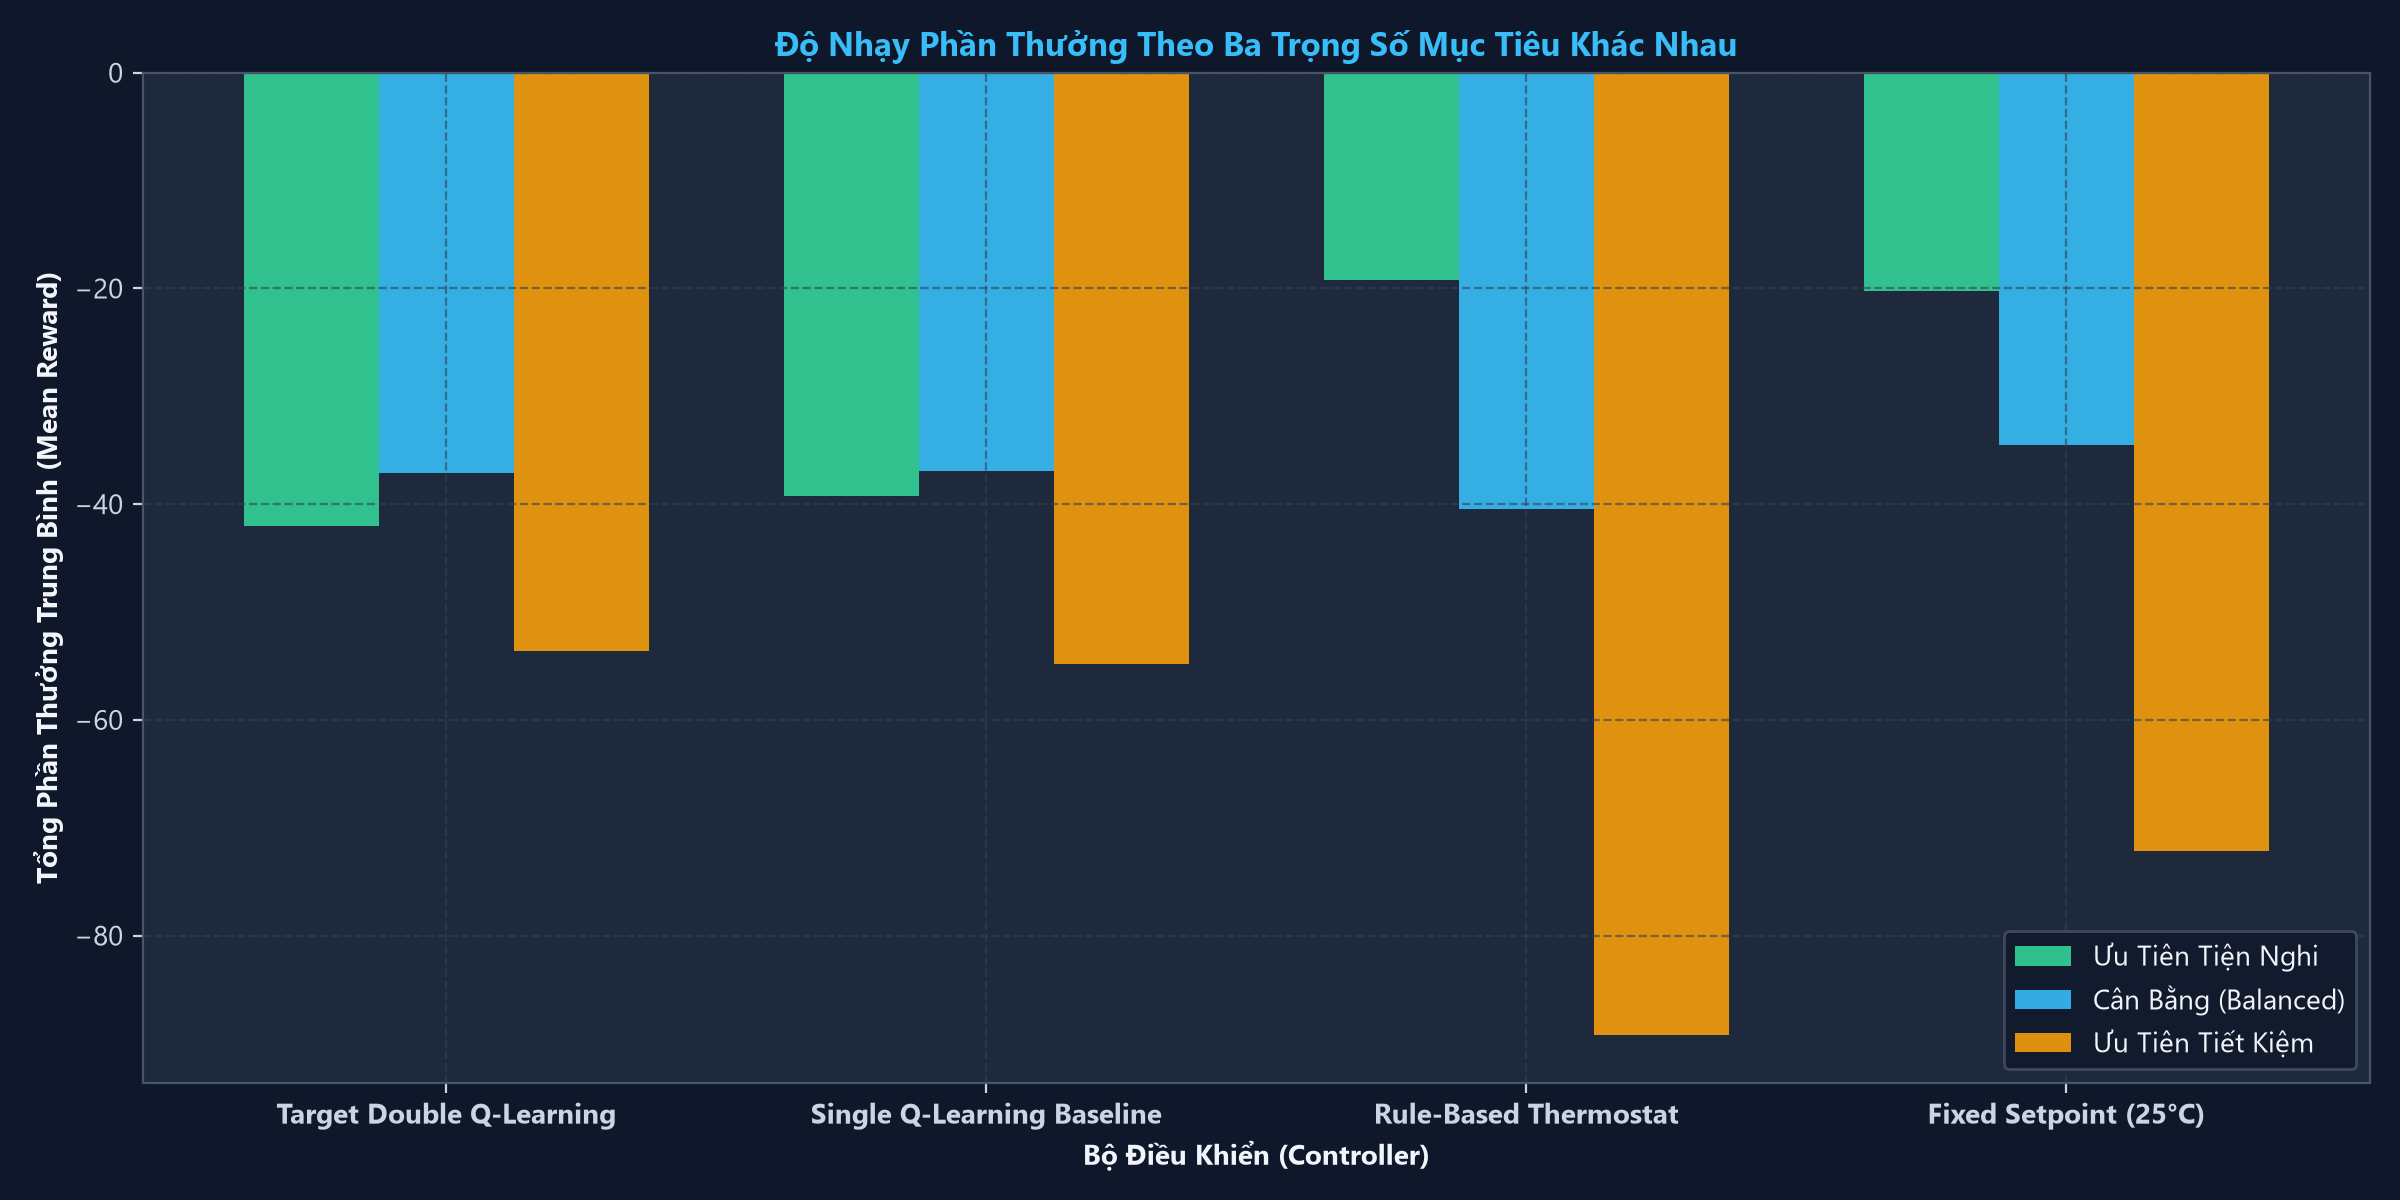 Độ Nhạy Phần Thưởng Theo Ba Trọng Số Mục Tiêu Khác Nhau
Tổng Phần Thưởng Trung Bình (Mean Reward)
0
−20
−40
−60
−80
Ưu Tiên Tiện Nghi
Cân Bằng (Balanced)
Ưu Tiên Tiết Kiệm
Target Double Q-Learning
Single Q-Learning Baseline
Rule-Based Thermostat
Fixed Setpoint (25°C)
Bộ Điều Khiển (Controller)